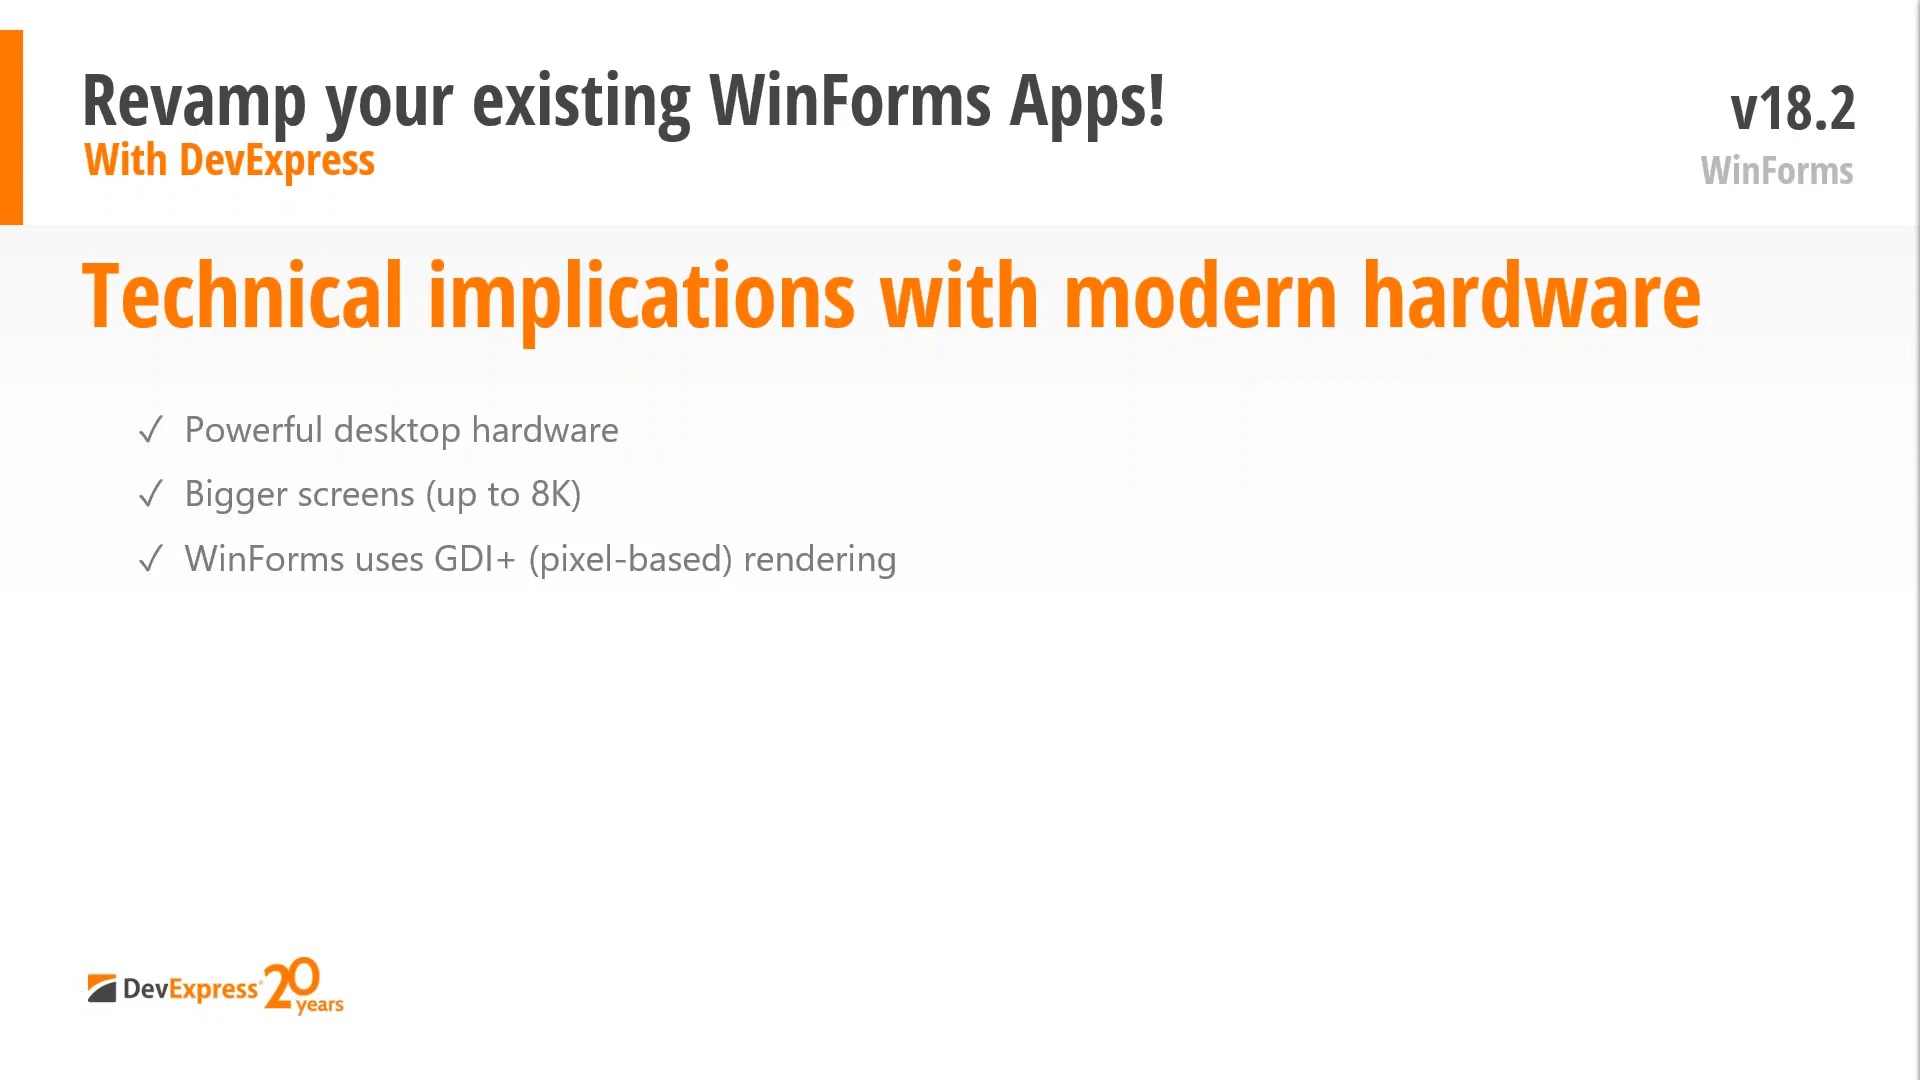 Revamp your existing WinForms Apps!
With DevExpress
v18.2
WinForms
Technical implications with modern hardware
✓ Powerful desktop hardware
✓ Bigger screens (up to 8K)
✓ WinForms uses GDI+ (pixel-based) rendering
DevExpress 20 years